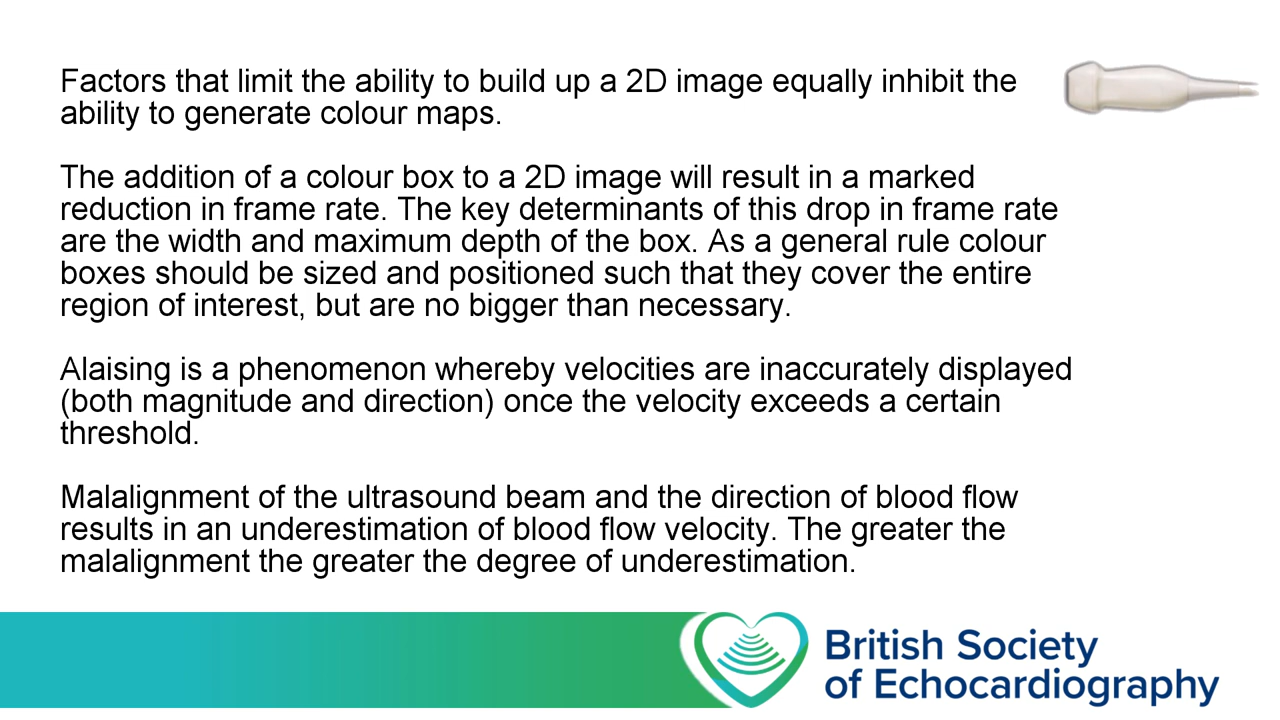 Factors that limit the ability to build up a 2D image equally inhibit the
ability to generate colour maps.
The addition of a colour box to a 2D image will result in a marked
reduction in frame rate. The key determinants of this drop in frame rate
are the width and maximum depth of the box. As a general rule colour
boxes should be sized and positioned such that they cover the entire
region of interest, but are no bigger than necessary.
Alaising is a phenomenon whereby velocities are inaccurately displayed
(both magnitude and direction) once the velocity exceeds a certain
threshold.
Malalignment of the ultrasound beam and the direction of blood flow
results in an underestimation of blood flow velocity. The greater the
malalignment the greater the degree of underestimation.
British Society
of Echocardiography